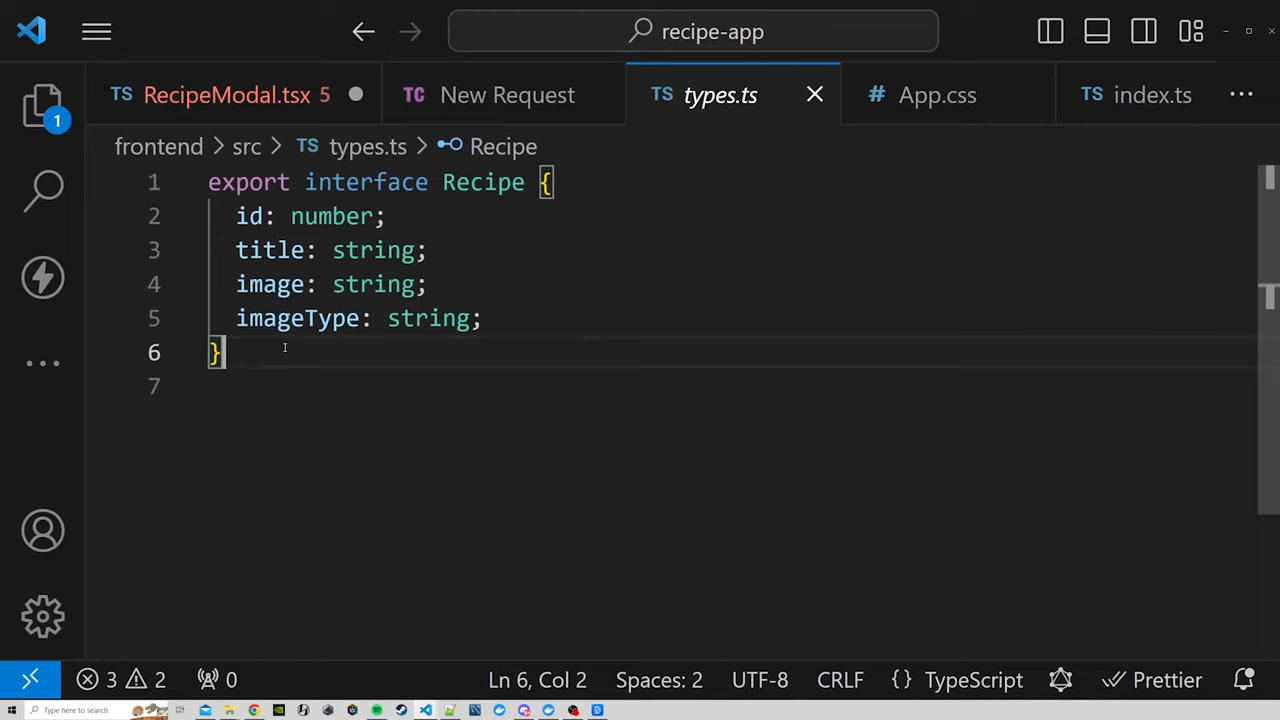 recipe-app
TS RecipeModal.tsx 5
TC New Request
TS types.ts
# App.css
TS index.ts ...
frontend > src > TS types.ts > Recipe
1 export interface Recipe {
2 id: number;
3 title: string;
4 image: string;
5 imageType: string;
6 }
7
1
3 2 0 Ln 6, Col 2 Spaces: 2 UTF-8 CRLF {} TypeScript Prettier
Type here to search